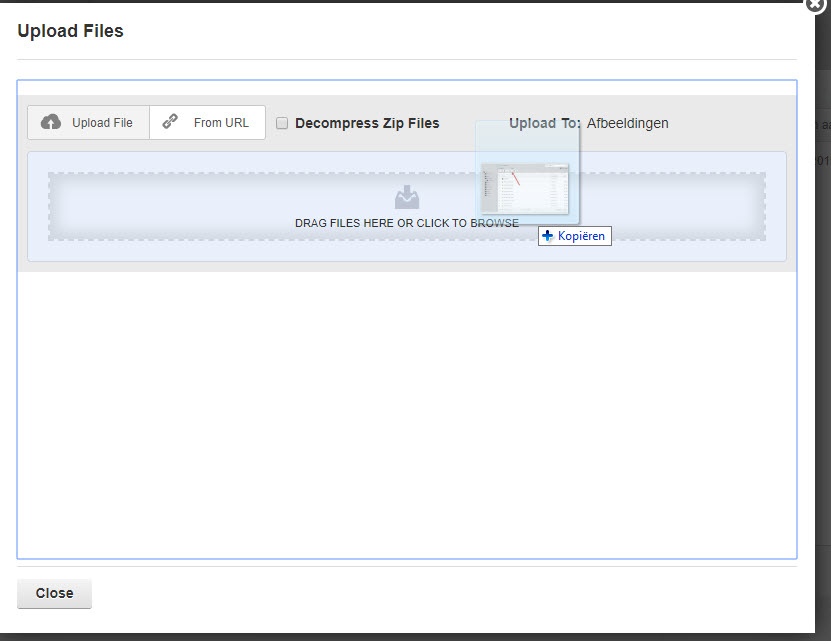 Upload Files
Upload File From URL Decompress Zip Files Upload To: Afbeeldingen
DRAG FILES HERE OR CLICK TO BROWSE
Kopiëren
Close